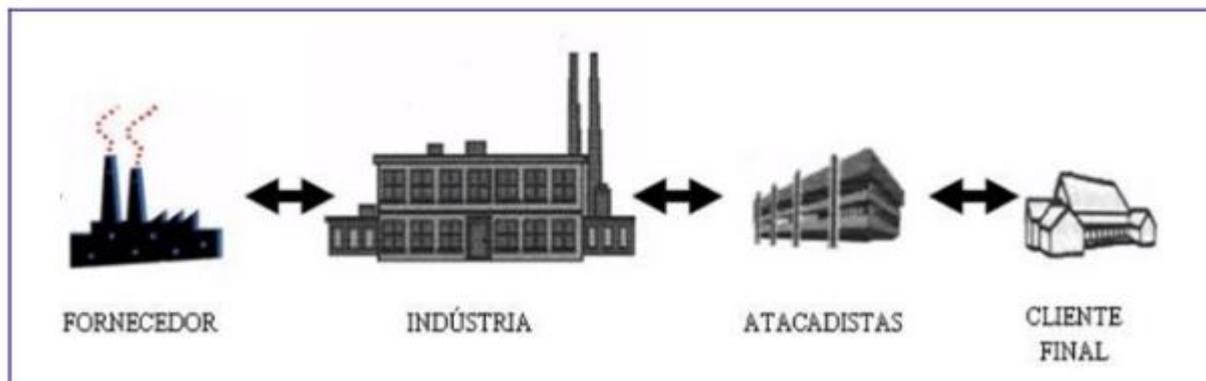 FORNECEDOR
INDÚSTRIA
ATACADISTAS
CLIENTE
FINAL